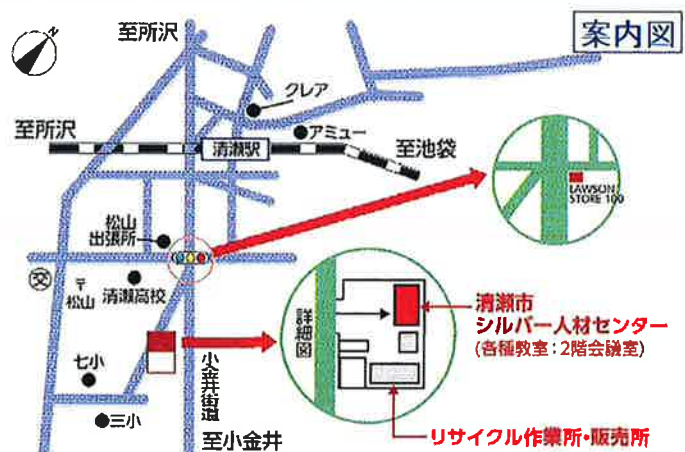 案内図
N
至所沢
クレア
アミュー
至所沢
清瀬駅
至池袋
LAWSON
STORE 100
松山
出張所
交
〒
松山
清瀬高校
七小
三小
小金井街道
至小金井
詳細図
清瀬市
シルバー人材センター
(各種教室:2階会議室)
リサイクル作業所・販売所